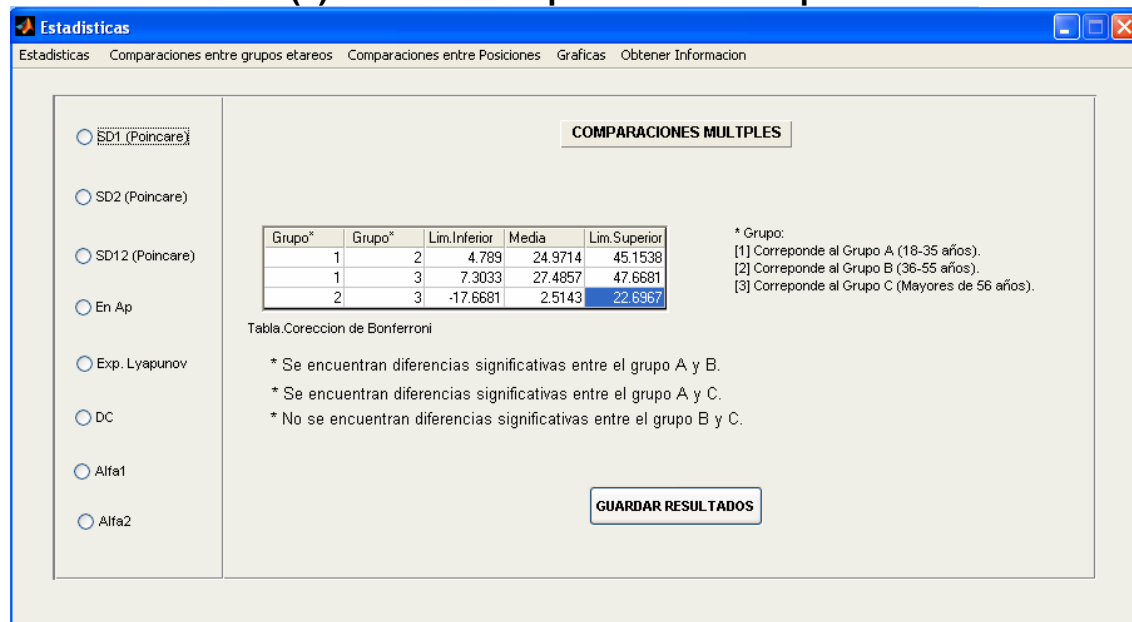 Estadisticas
Estadisticas Comparaciones entre grupos etareos Comparaciones entre Posiciones Graficas Obtener Informacion
SD1 (Poincare)
SD2 (Poincare)
SD12 (Poincare)
En Ap
Exp. Lyapunov
DC
Alfa1
Alfa2
COMPARACIONES MULTPLES
Grupo* Grupo* Lim.Inferior Media Lim.Superior
1 2 4.789 24.9714 45.1538
1 3 7.3033 27.4857 47.6681
2 3 -17.6681 2.5143 22.6967
Tabla.Coreccion de Bonferroni
* Grupo:
[1] Correponde al Grupo A (18-35 años).
[2] Correponde al Grupo B (36-55 años).
[3] Correponde al Grupo C (Mayores de 56 años).
* Se encuentran diferencias significativas entre el grupo A y B.
* Se encuentran diferencias significativas entre el grupo A y C.
* No se encuentran diferencias significativas entre el grupo B y C.
GUARDAR RESULTADOS